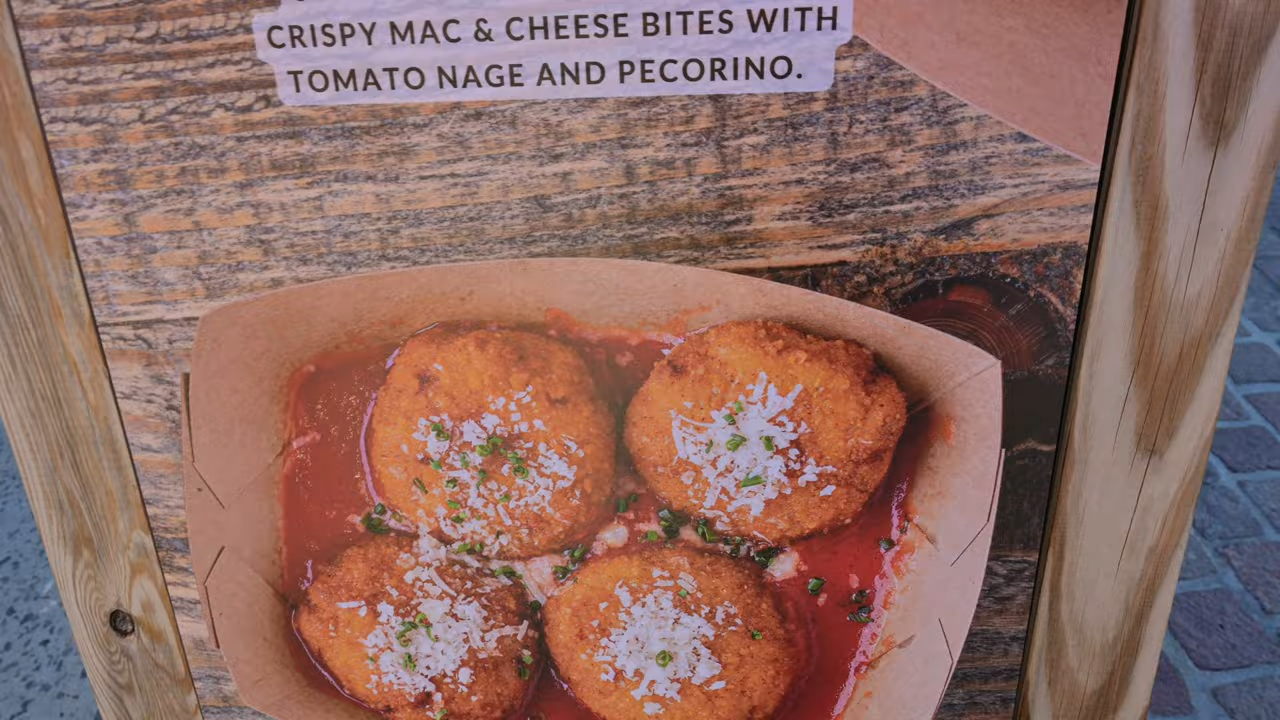 CRISPY MAC & CHEESE BITES WITH
TOMATO NAGE AND PECORINO.